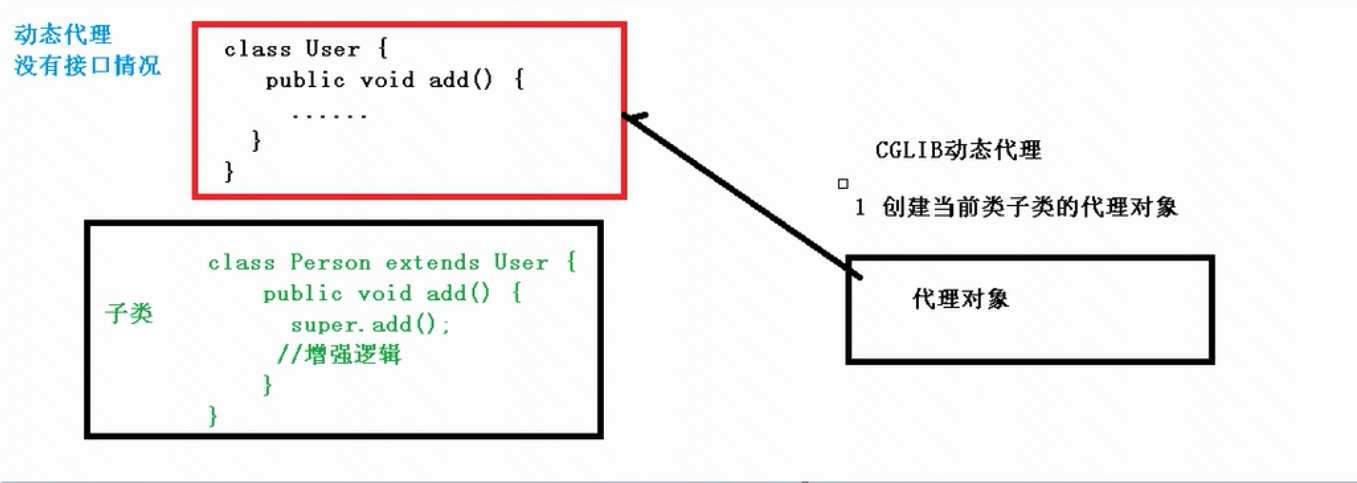 动态代理
没有接口情况
class User {
public void add() {
......
}
}
子类
class Person extends User {
public void add() {
super.add();
//增强逻辑
}
}
CGLIB动态代理
1 创建当前类子类的代理对象
代理对象